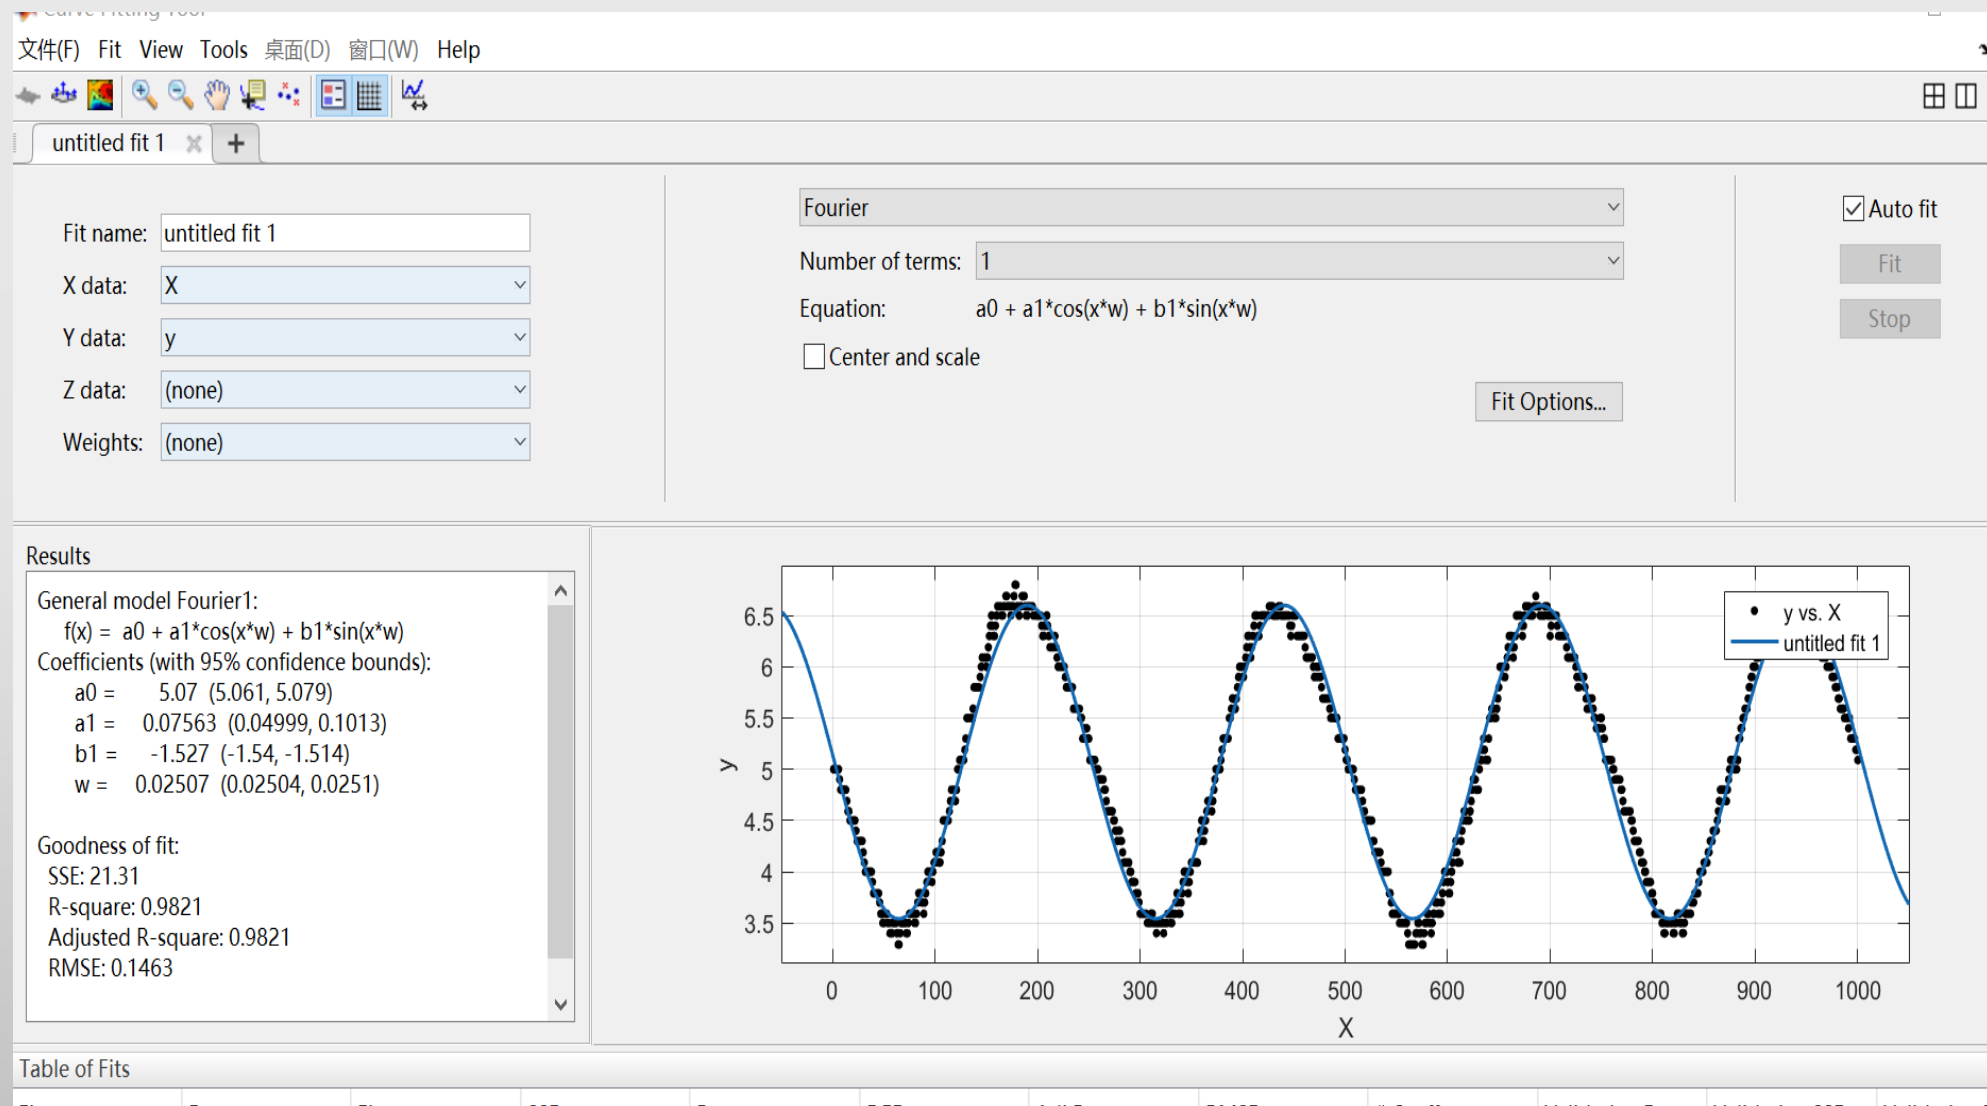 Curve Fitting Tool
文件(F) Fit View Tools 桌面(D) 窗口(W) Help
untitled fit 1
Fit name: untitled fit 1
X data: X
Y data: y
Z data: (none)
Weights: (none)
Fourier
Number of terms: 1
Equation: a0 + a1*cos(x*w) + b1*sin(x*w)
Center and scale
Fit Options...
Auto fit
Fit
Stop
Results
General model Fourier1:
f(x) = a0 + a1*cos(x*w) + b1*sin(x*w)
Coefficients (with 95% confidence bounds):
a0 = 5.07 (5.061, 5.079)
a1 = 0.07563 (0.04999, 0.1013)
b1 = -1.527 (-1.54, -1.514)
w = 0.02507 (0.02504, 0.0251)
Goodness of fit:
SSE: 21.31
R-square: 0.9821
Adjusted R-square: 0.9821
RMSE: 0.1463
6.5
6
5.5
5
4.5
4
3.5
y
0 100 200 300 400 500 600 700 800 900 1000
X
y vs. X
untitled fit 1
Table of Fits